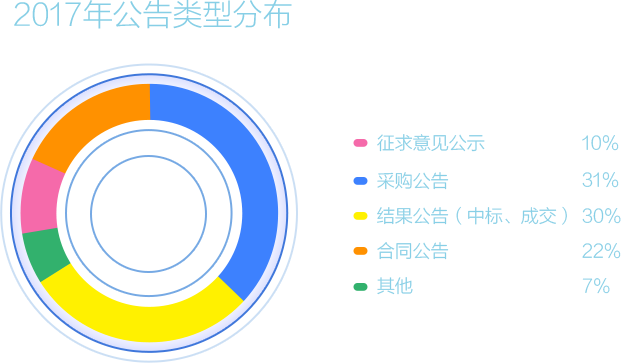 2017年公告类型分布
征求意见公示 10%
采购公告 31%
结果公告（中标、成交） 30%
合同公告 22%
其他 7%